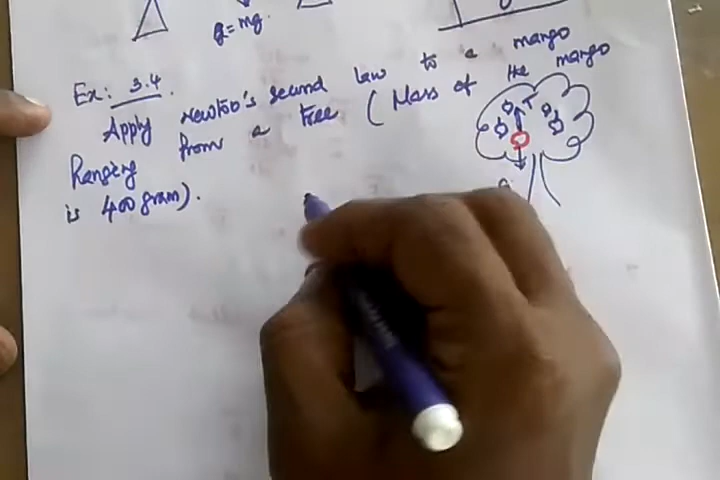 g = mg
Ex: 3.4
Apply Newton's second law to a mango
Hanging from a tree (Mass of the mango
is 400 gram).
T